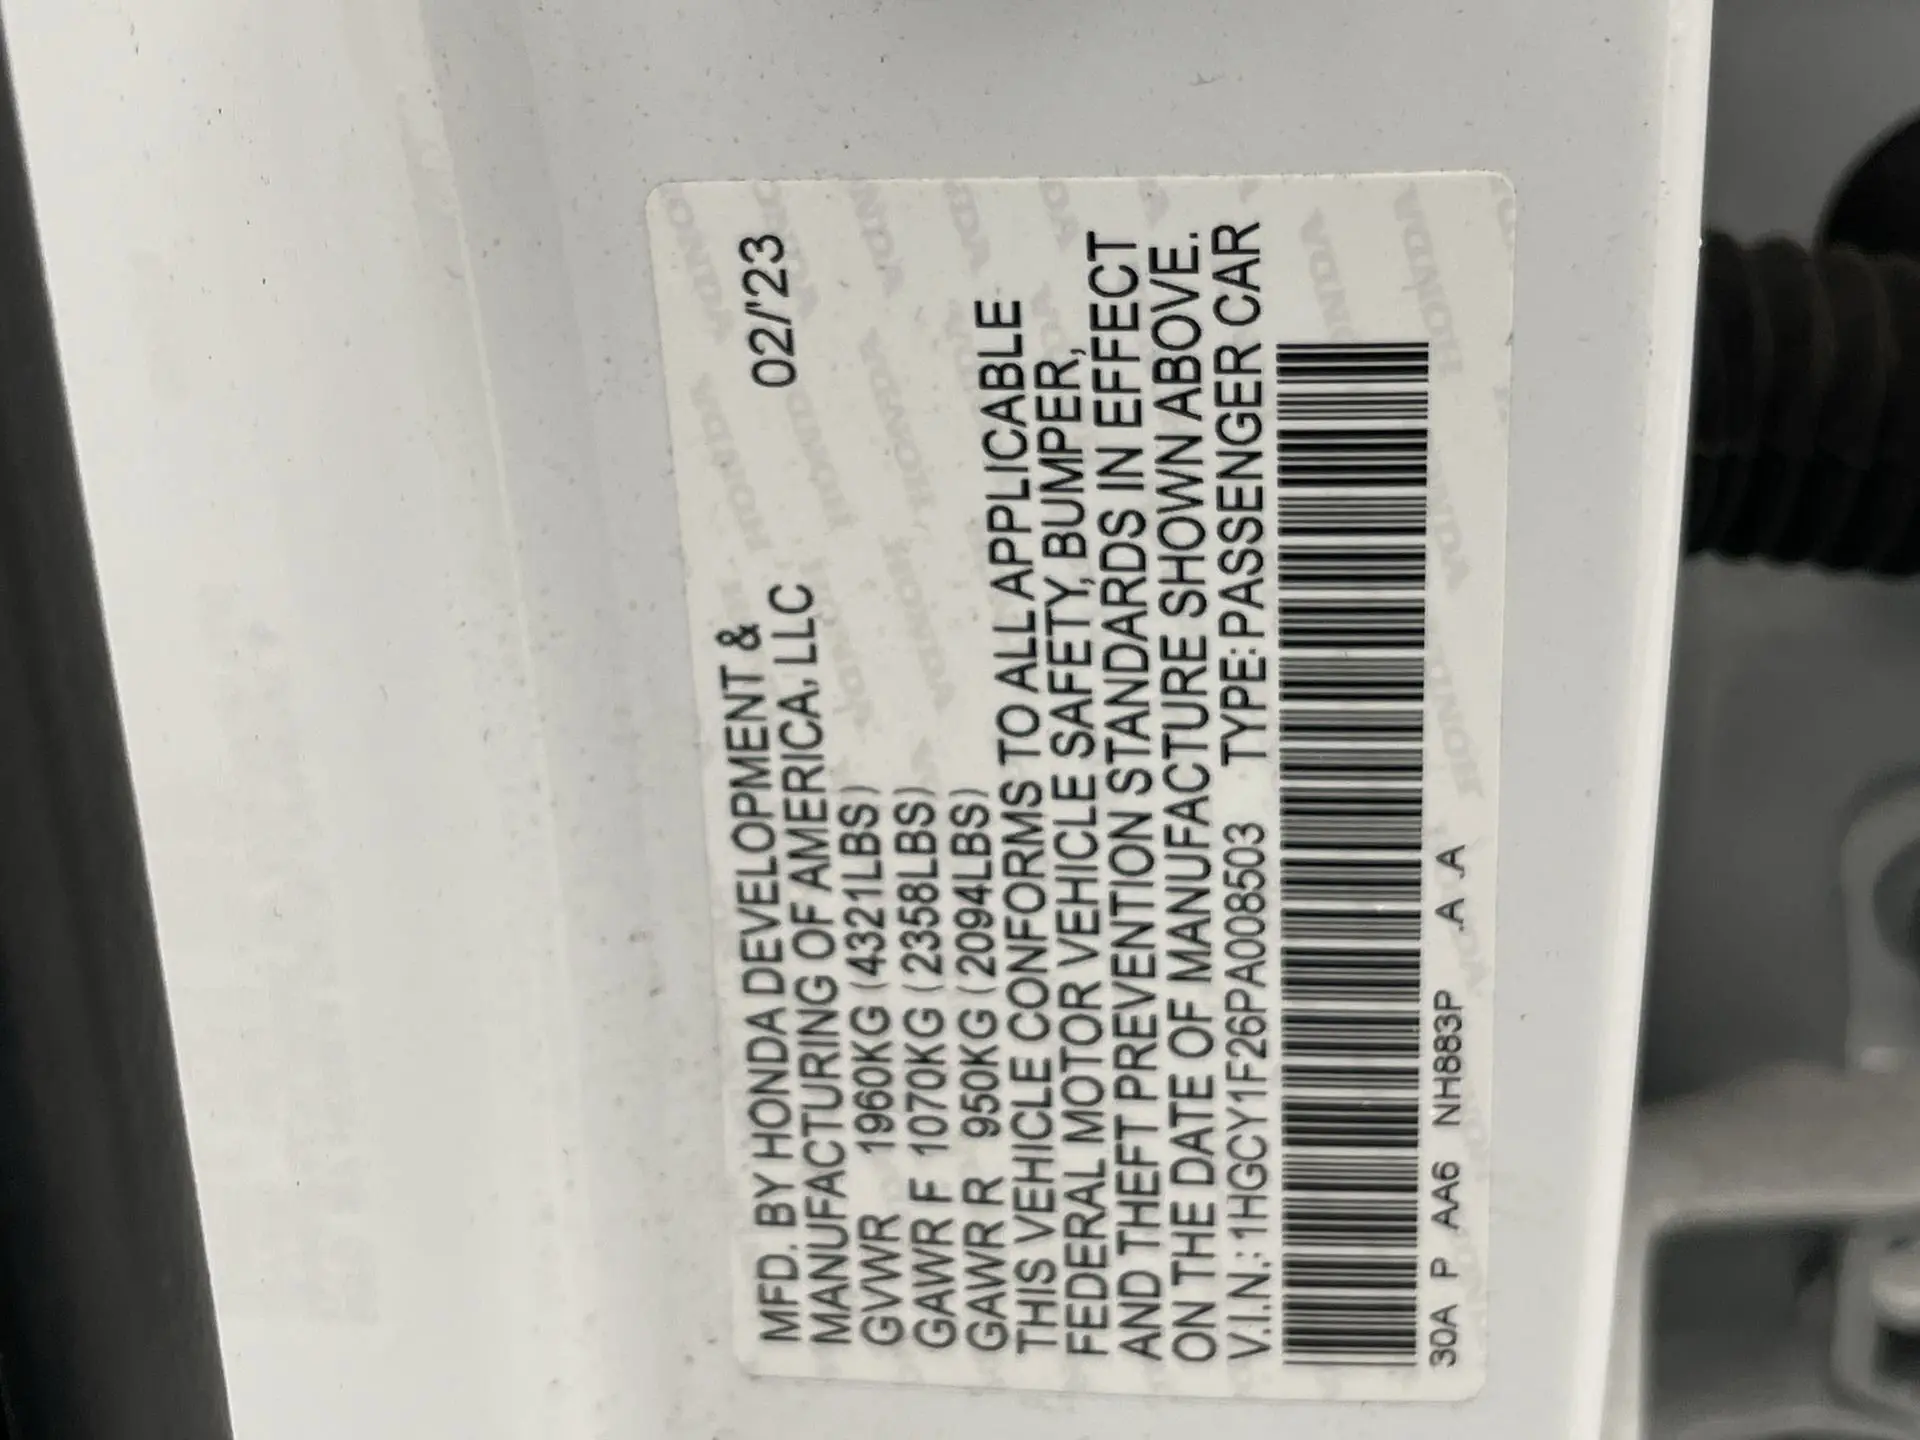 MFD. BY HONDA DEVELOPMENT & 02/'23
MANUFACTURING OF AMERICA, LLC
GVWR 1960KG (4321LBS)
GAWR F 1070KG (2358LBS)
GAWR R 950KG (2094LBS)
THIS VEHICLE CONFORMS TO ALL APPLICABLE
FEDERAL MOTOR VEHICLE SAFETY, BUMPER,
AND THEFT PREVENTION STANDARDS IN EFFECT
ON THE DATE OF MANUFACTURE SHOWN ABOVE.
V.I.N.: 1HGCY1F26PA008503 TYPE: PASSENGER CAR
30A P AA6 NH883P .A A